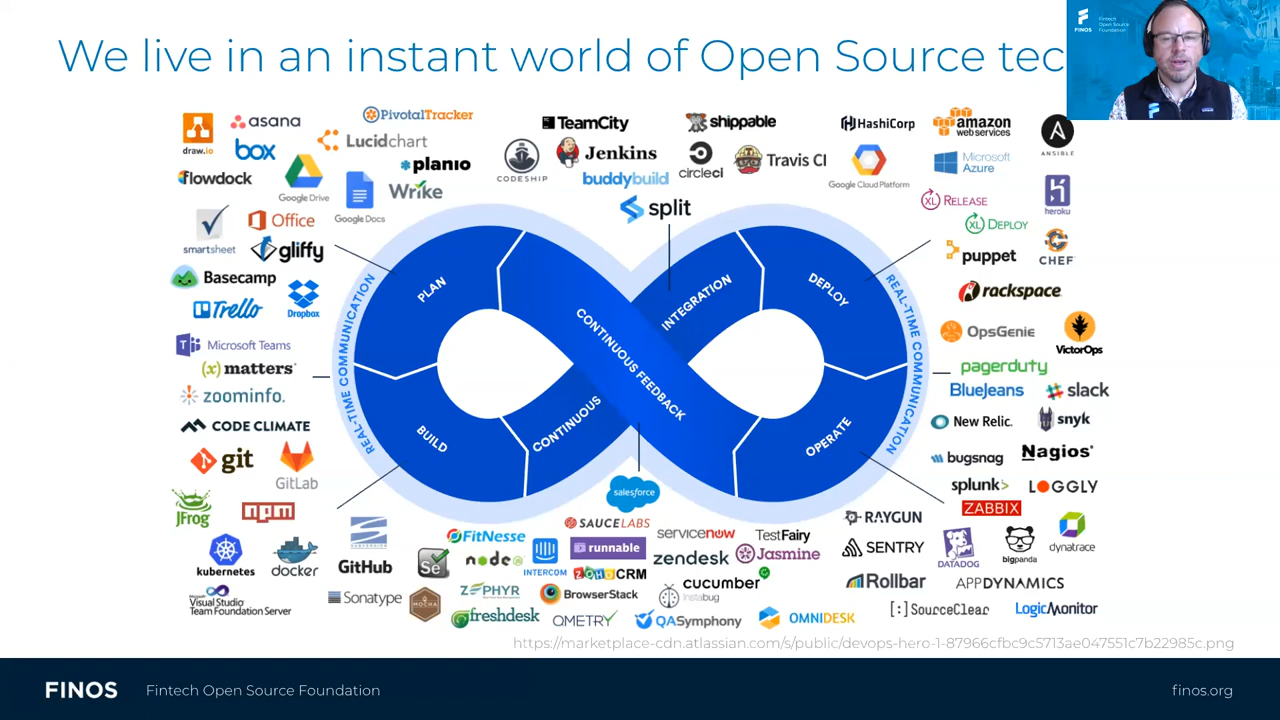 We live in an instant world of Open Source tec
FINOS
Fintech
Open Source
Foundation
draw.io
asana
PivotalTracker
box
Lucidchart
flowdock
Google Drive
planio
Google Docs
Wrike
smartsheet
Office
gliffy
Basecamp
Trello
Dropbox
TeamCity
shippable
CODESHIP
Jenkins
circleci
Travis CI
buddybuild
split
HashiCorp
amazon
web services
ANSIBLE
Google Cloud Platform
Microsoft
Azure
XL RELEASE
heroku
XL DEPLOY
puppet
CHEF
rackspace
PLAN
CONTINUOUS FEEDBACK
INTEGRATION
DEPLOY
REAL-TIME COMMUNICATION
REAL-TIME COMMUNICATION
BUILD
CONTINUOUS
OPERATE
Microsoft Teams
(x) matters
zoominfo.
CODE CLIMATE
git
GitLab
JFrog
npm
kubernetes
docker
SUBVERSION
GitHub
Visual Studio
Team Foundation Server
Sonatype
OpsGenie
VictorOps
pagerduty
BlueJeans
slack
New Relic.
snyk
bugsnag
Nagios
splunk>
LOGGLY
ZABBIX
salesforce
SAUCELABS
FitNesse
Se
node
INTERCOM
runnable
servicenow
TestFairy
zendesk
Jasmine
ZOHO CRM
cucumber
ZEPHYR
BrowserStack
instabug
MOCHA
freshdesk
QMETRY
QASymphony
OMNIDESK
RAYGUN
SENTRY
DATADOG
bigpanda
dynatrace
Rollbar
APPDYNAMICS
[:]SourceClear
LogicMonitor
https://marketplace-cdn.atlassian.com/s/public/devops-hero-1-87966cfbc9c5713ae047551c7b22985c.png
FINOS
Fintech Open Source Foundation
finos.org